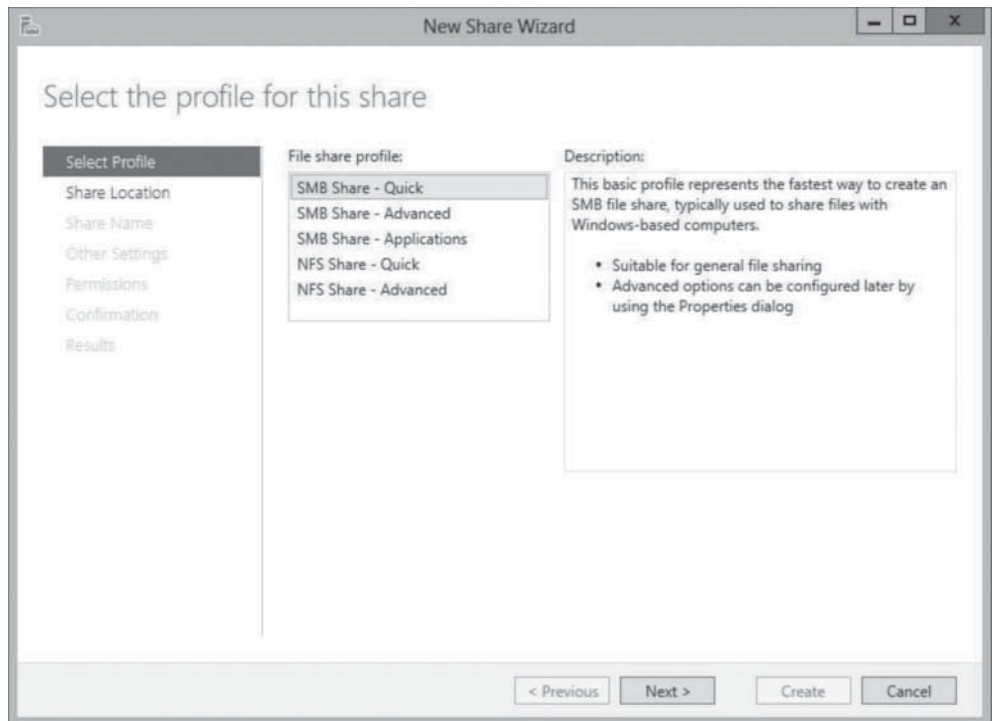 New Share Wizard
Select the profile for this share
Select Profile
Share Location
Share Name
Other Settings
Permissions
Confirmation
Results
File share profile:
SMB Share - Quick
SMB Share - Advanced
SMB Share - Applications
NFS Share - Quick
NFS Share - Advanced
Description:
This basic profile represents the fastest way to create an
SMB file share, typically used to share files with
Windows-based computers.
• Suitable for general file sharing
• Advanced options can be configured later by
using the Properties dialog
< Previous
Next >
Create
Cancel